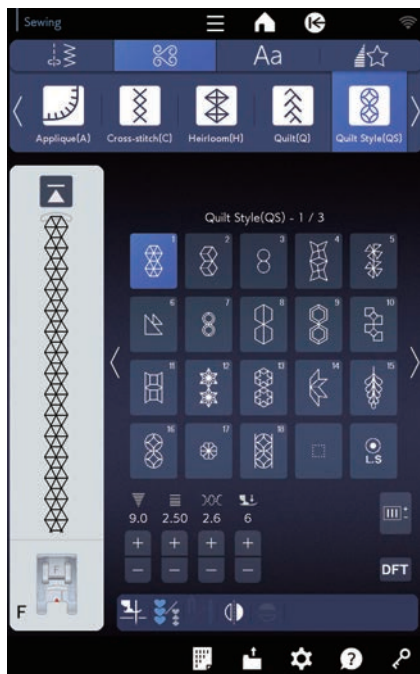 Sewing
Aa
Applique(A) Cross-stitch(C) Heirloom(H) Quilt(Q) Quilt Style(QS)
Quilt Style(QS) - 1 / 3
1 2 3 4 5
6 7 8 9 10
11 12 13 14 15
16 17 18 L.S
9.0 2.50 2.6 6
+ + + +
− − − −
DFT
F
F
?